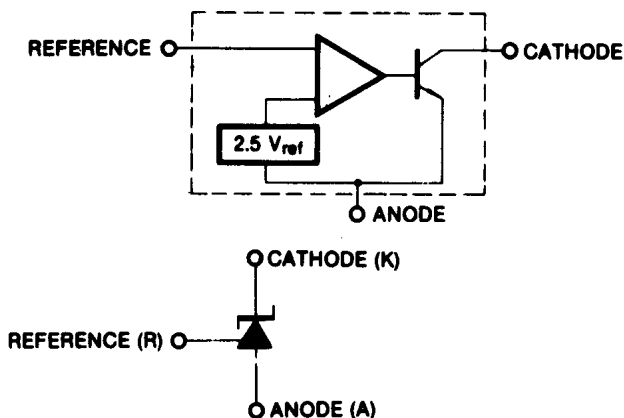 REFERENCE
CATHODE
2.5 Vref
ANODE
CATHODE (K)
REFERENCE (R)
ANODE (A)